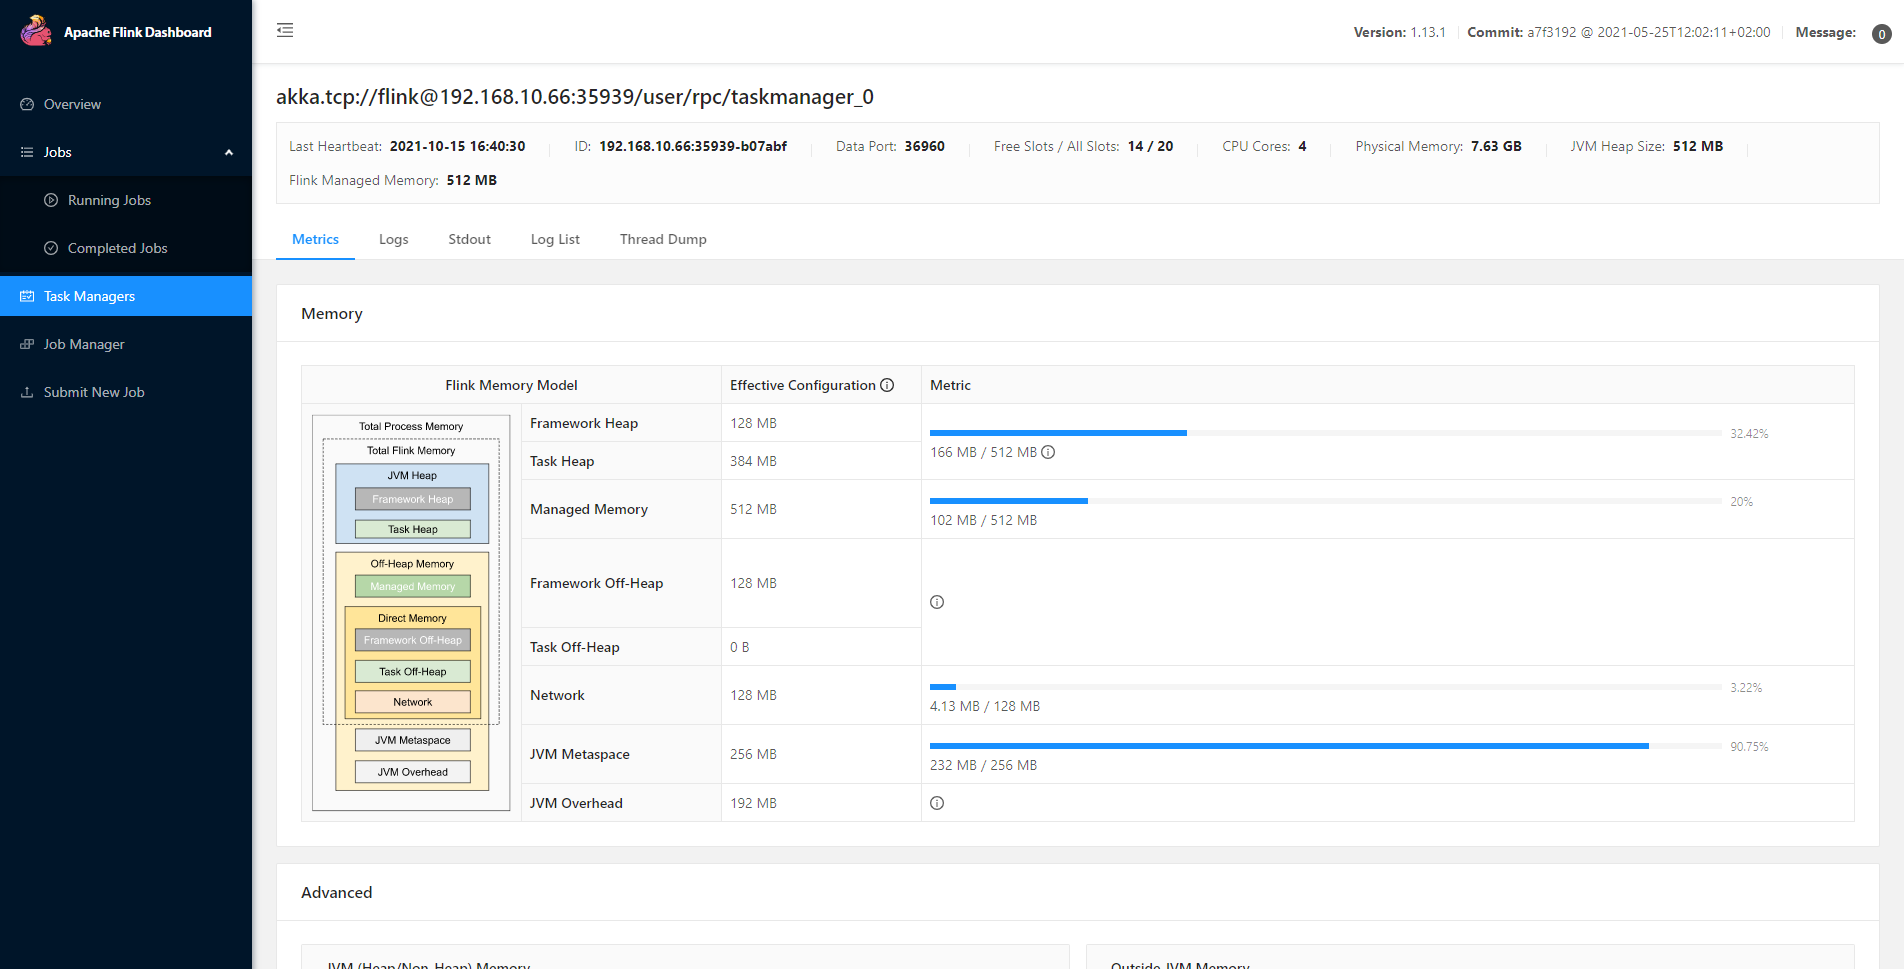 Apache Flink Dashboard
Version: 1.13.1 Commit: a7f3192 @ 2021-05-25T12:02:11+02:00 Message: 0
Overview
Jobs
Running Jobs
Completed Jobs
Task Managers
Job Manager
Submit New Job
akka.tcp://flink@192.168.10.66:35939/user/rpc/taskmanager_0
Last Heartbeat: 2021-10-15 16:40:30 ID: 192.168.10.66:35939-b07abf Data Port: 36960 Free Slots / All Slots: 14 / 20 CPU Cores: 4 Physical Memory: 7.63 GB JVM Heap Size: 512 MB
Flink Managed Memory: 512 MB
Metrics Logs Stdout Log List Thread Dump
Memory
Flink Memory Model Effective Configuration Metric
Total Process Memory
Total Flink Memory
JVM Heap
Framework Heap
Task Heap
Off-Heap Memory
Managed Memory
Direct Memory
Framework Off-Heap
Task Off-Heap
Network
JVM Metaspace
JVM Overhead
Framework Heap 128 MB
32.42%
166 MB / 512 MB
Task Heap 384 MB
Managed Memory 512 MB
20%
102 MB / 512 MB
Framework Off-Heap 128 MB
Task Off-Heap 0 B
Network 128 MB
3.22%
4.13 MB / 128 MB
JVM Metaspace 256 MB
90.75%
232 MB / 256 MB
JVM Overhead 192 MB
Advanced
JVM (Heap/Non-Heap) Memory Outside JVM Memory